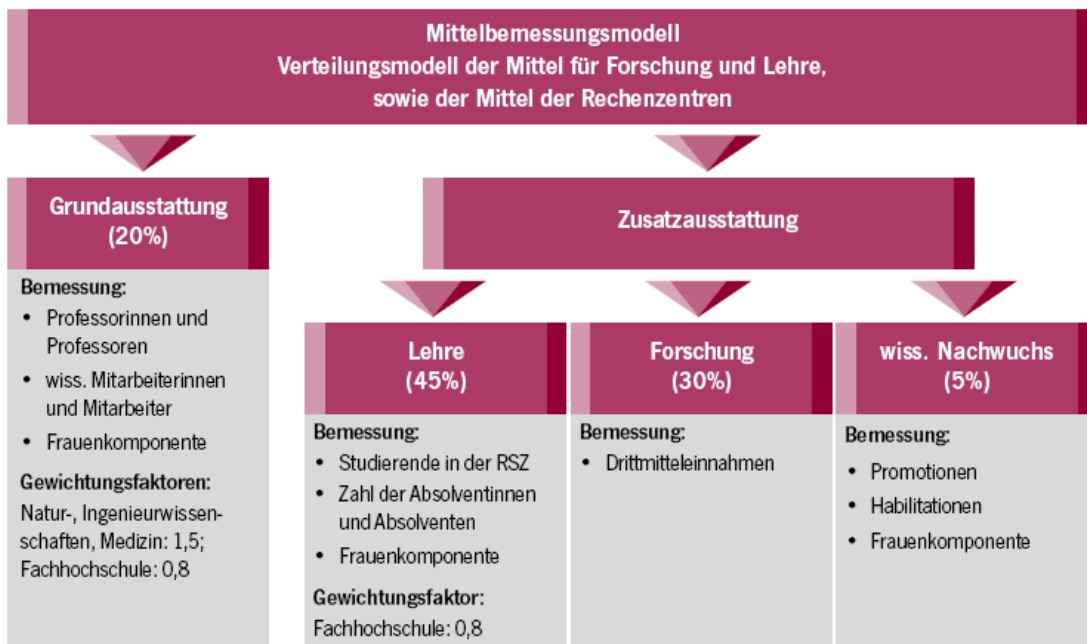 Mittelbemessungsmodell
Verteilungsmodell der Mittel für Forschung und Lehre,
sowie der Mittel der Rechenzentren
Grundausstattung
(20%)
Bemessung:
• Professorinnen und
Professoren
• wiss. Mitarbeiterinnen
und Mitarbeiter
• Frauenkomponente
Gewichtungsfaktoren:
Natur-, Ingenieurwissen-
schaften, Medizin: 1,5;
Fachhochschule: 0,8
Zusatzausstattung
Lehre
(45%)
Bemessung:
• Studierende in der RSZ
• Zahl der Absolventinnen
und Absolventen
• Frauenkomponente
Gewichtungsfaktor:
Fachhochschule: 0,8
Forschung
(30%)
Bemessung:
• Drittmitteleinnahmen
wiss. Nachwuchs
(5%)
Bemessung:
• Promotionen
• Habilitationen
• Frauenkomponente